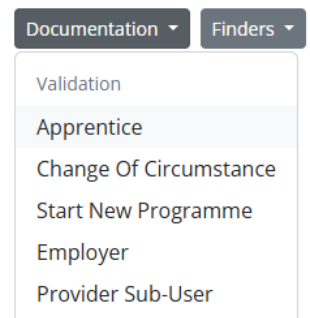 Documentation Finders
Validation
Apprentice
Change Of Circumstance
Start New Programme
Employer
Provider Sub-User